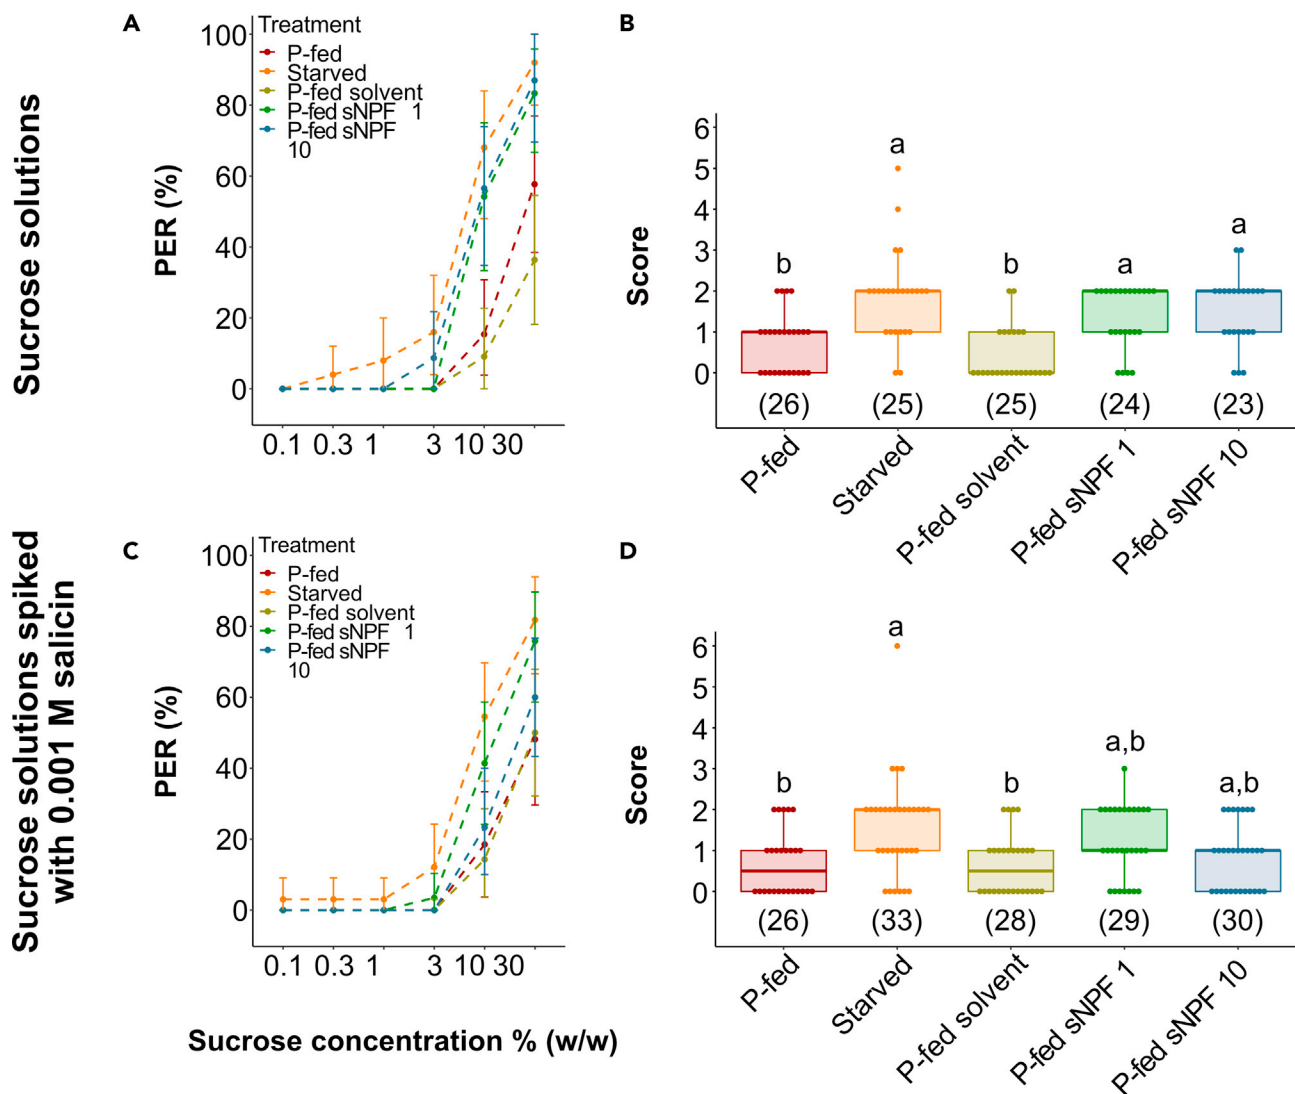 Sucrose solutions
A
PER (%)
100
80
60
40
20
0
Treatment
P-fed
Starved
P-fed solvent
P-fed sNPF 1
P-fed sNPF
10
0.1 0.3 1 3 10 30
B
Score
6
5
4
3
2
1
0
b a b a a
(26) (25) (25) (24) (23)
P-fed
Starved
P-fed solvent
P-fed sNPF 1
P-fed sNPF 10
Sucrose solutions spiked
with 0.001 M salicin
C
PER (%)
100
80
60
40
20
0
Treatment
P-fed
Starved
P-fed solvent
P-fed sNPF 1
P-fed sNPF
10
0.1 0.3 1 3 10 30
Sucrose concentration % (w/w)
D
Score
6
5
4
3
2
1
0
b a b a,b a,b
(26) (33) (28) (29) (30)
P-fed
Starved
P-fed solvent
P-fed sNPF 1
P-fed sNPF 10